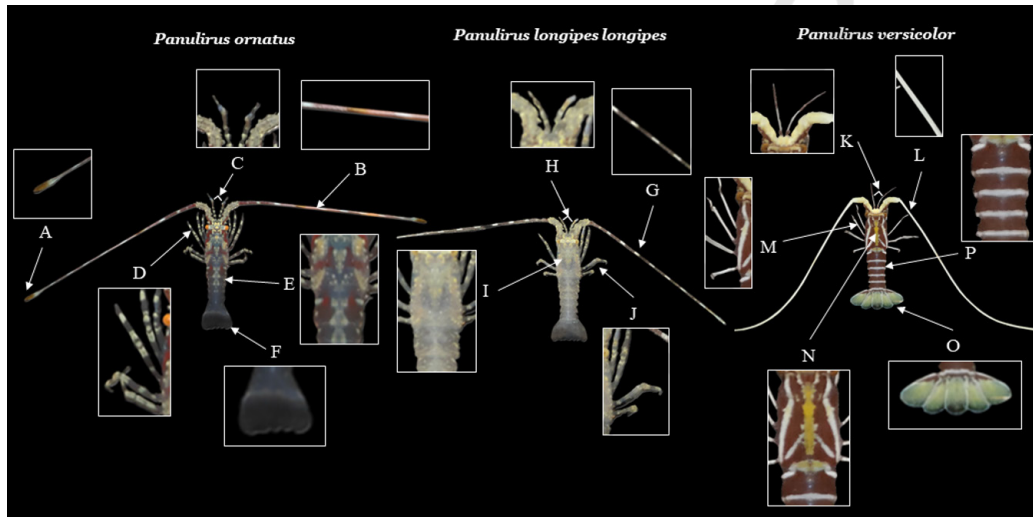 Panulirus ornatus
Panulirus longipes longipes
Panulirus versicolor
A
B
C
D
E
F
G
H
I
J
K
L
M
N
O
P